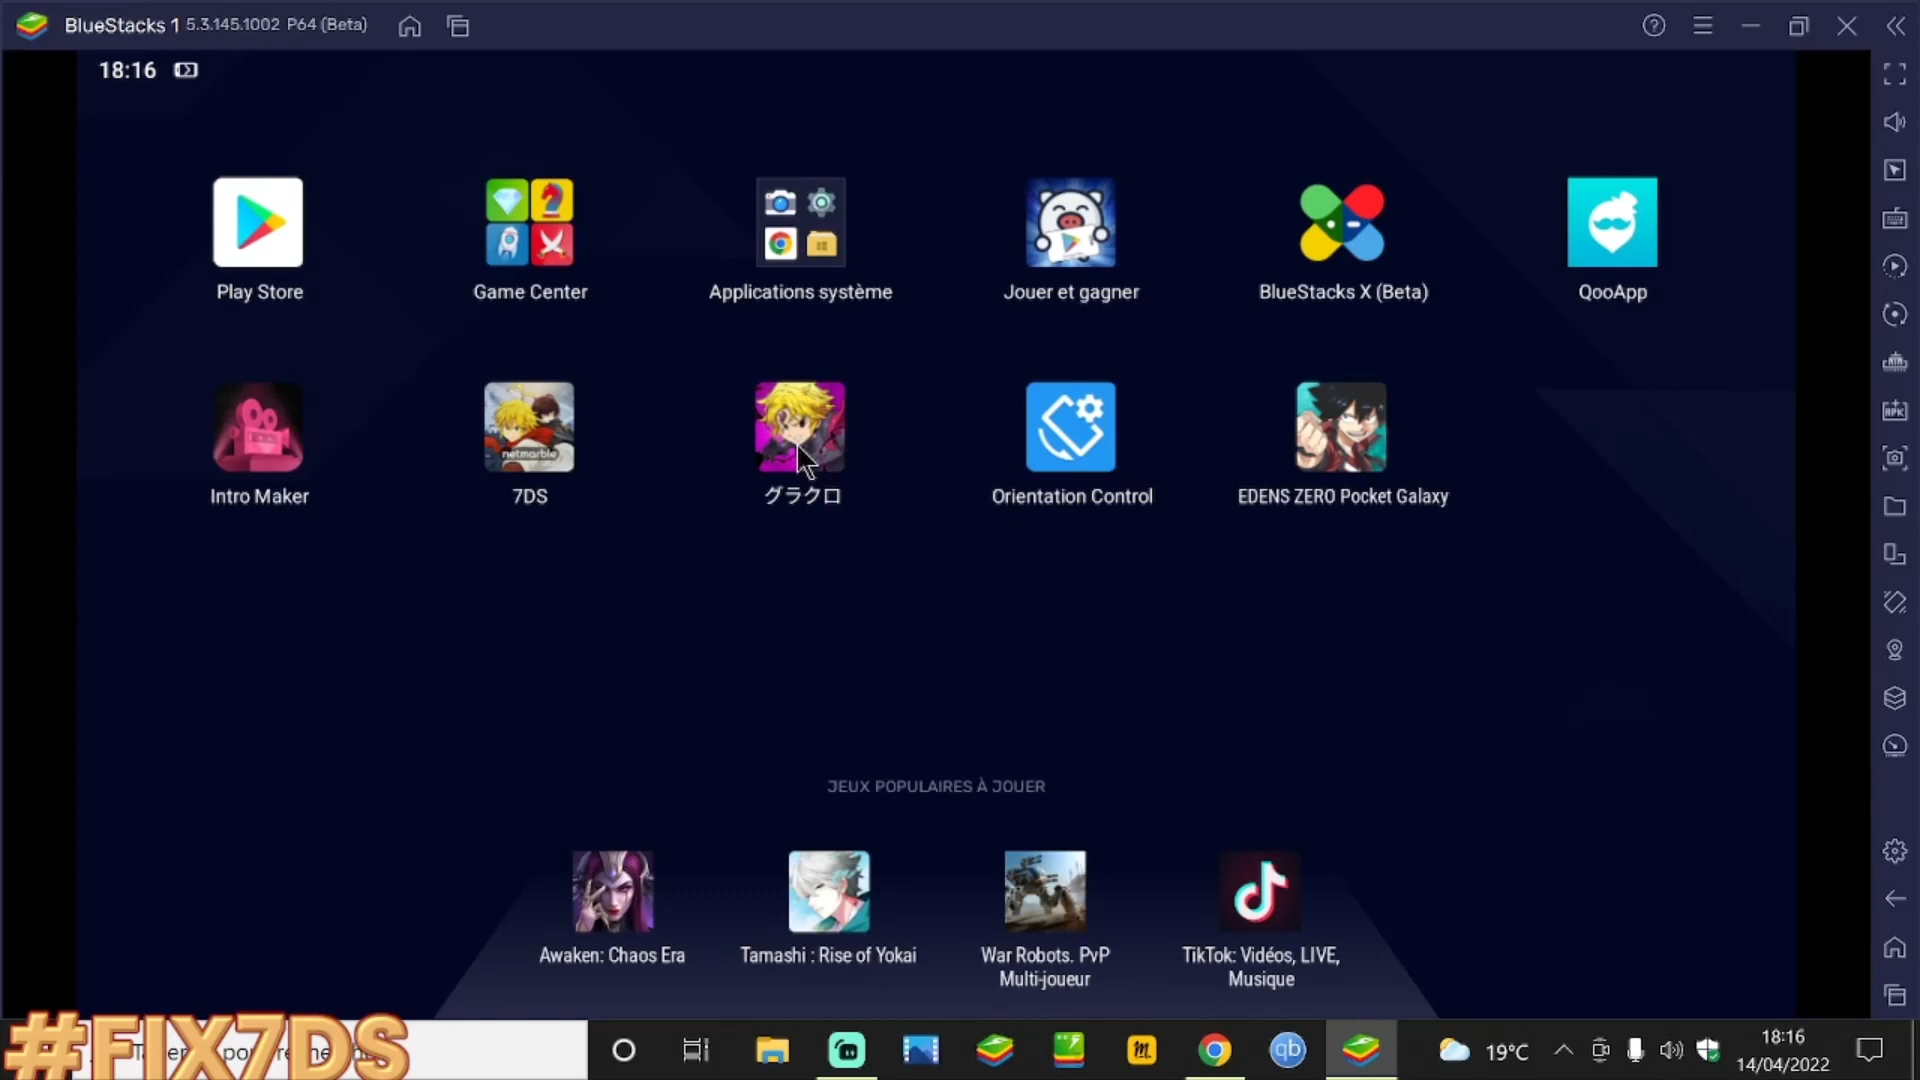 BlueStacks 1 5.3.145.1002 P64 (Beta)
18:16
Play Store
Game Center
Applications système
Jouer et gagner
BlueStacks X (Beta)
QooApp
netmarble
Intro Maker
7DS
グラクロ
Orientation Control
EDENS ZERO Pocket Galaxy
JEUX POPULAIRES À JOUER
Awaken: Chaos Era
Tamashi : Rise of Yokai
War Robots. PvP
Multi-joueur
TikTok: Vidéos, LIVE,
Musique
#FIX7DS
qb
19°C
18:16
14/04/2022